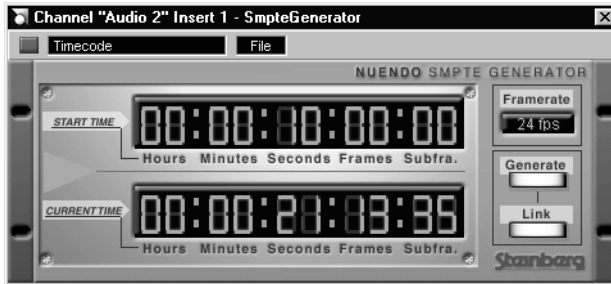 Channel "Audio 2" Insert 1 - SmpteGenerator
Timecode File
NUENDO SMPTE GENERATOR
START TIME 00:00:10:00:00
Hours Minutes Seconds Frames Subfra.
Framerate
24 fps
CURRENT TIME 00:00:21:13:35
Hours Minutes Seconds Frames Subfra.
Generate
Link
Steinberg